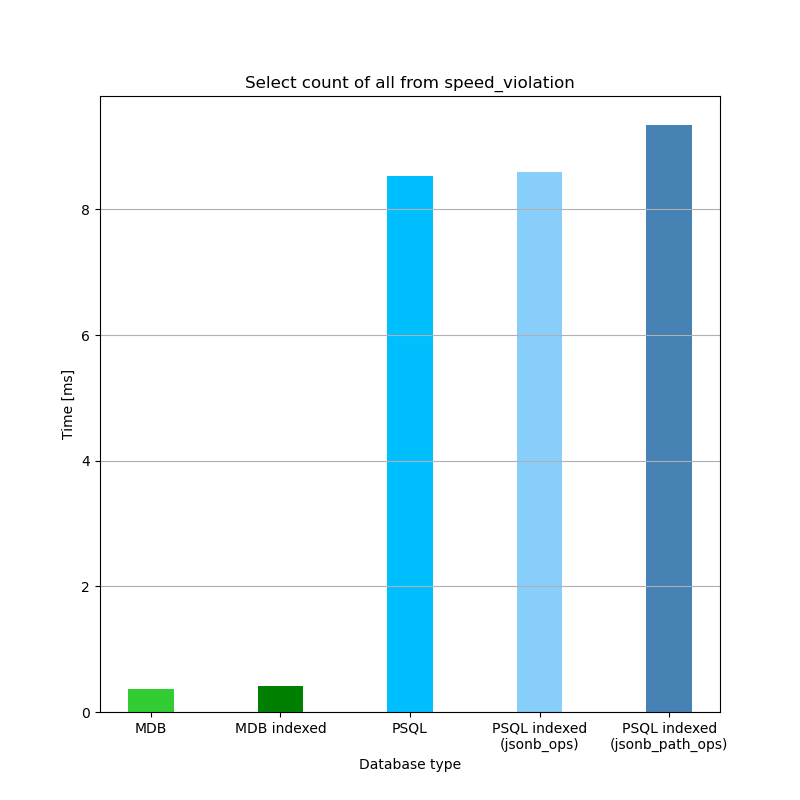 Select count of all from speed_violation
Time [ms]
8
6
4
2
0
MDB
MDB indexed
PSQL
PSQL indexed
(jsonb_ops)
PSQL indexed
(jsonb_path_ops)
Database type